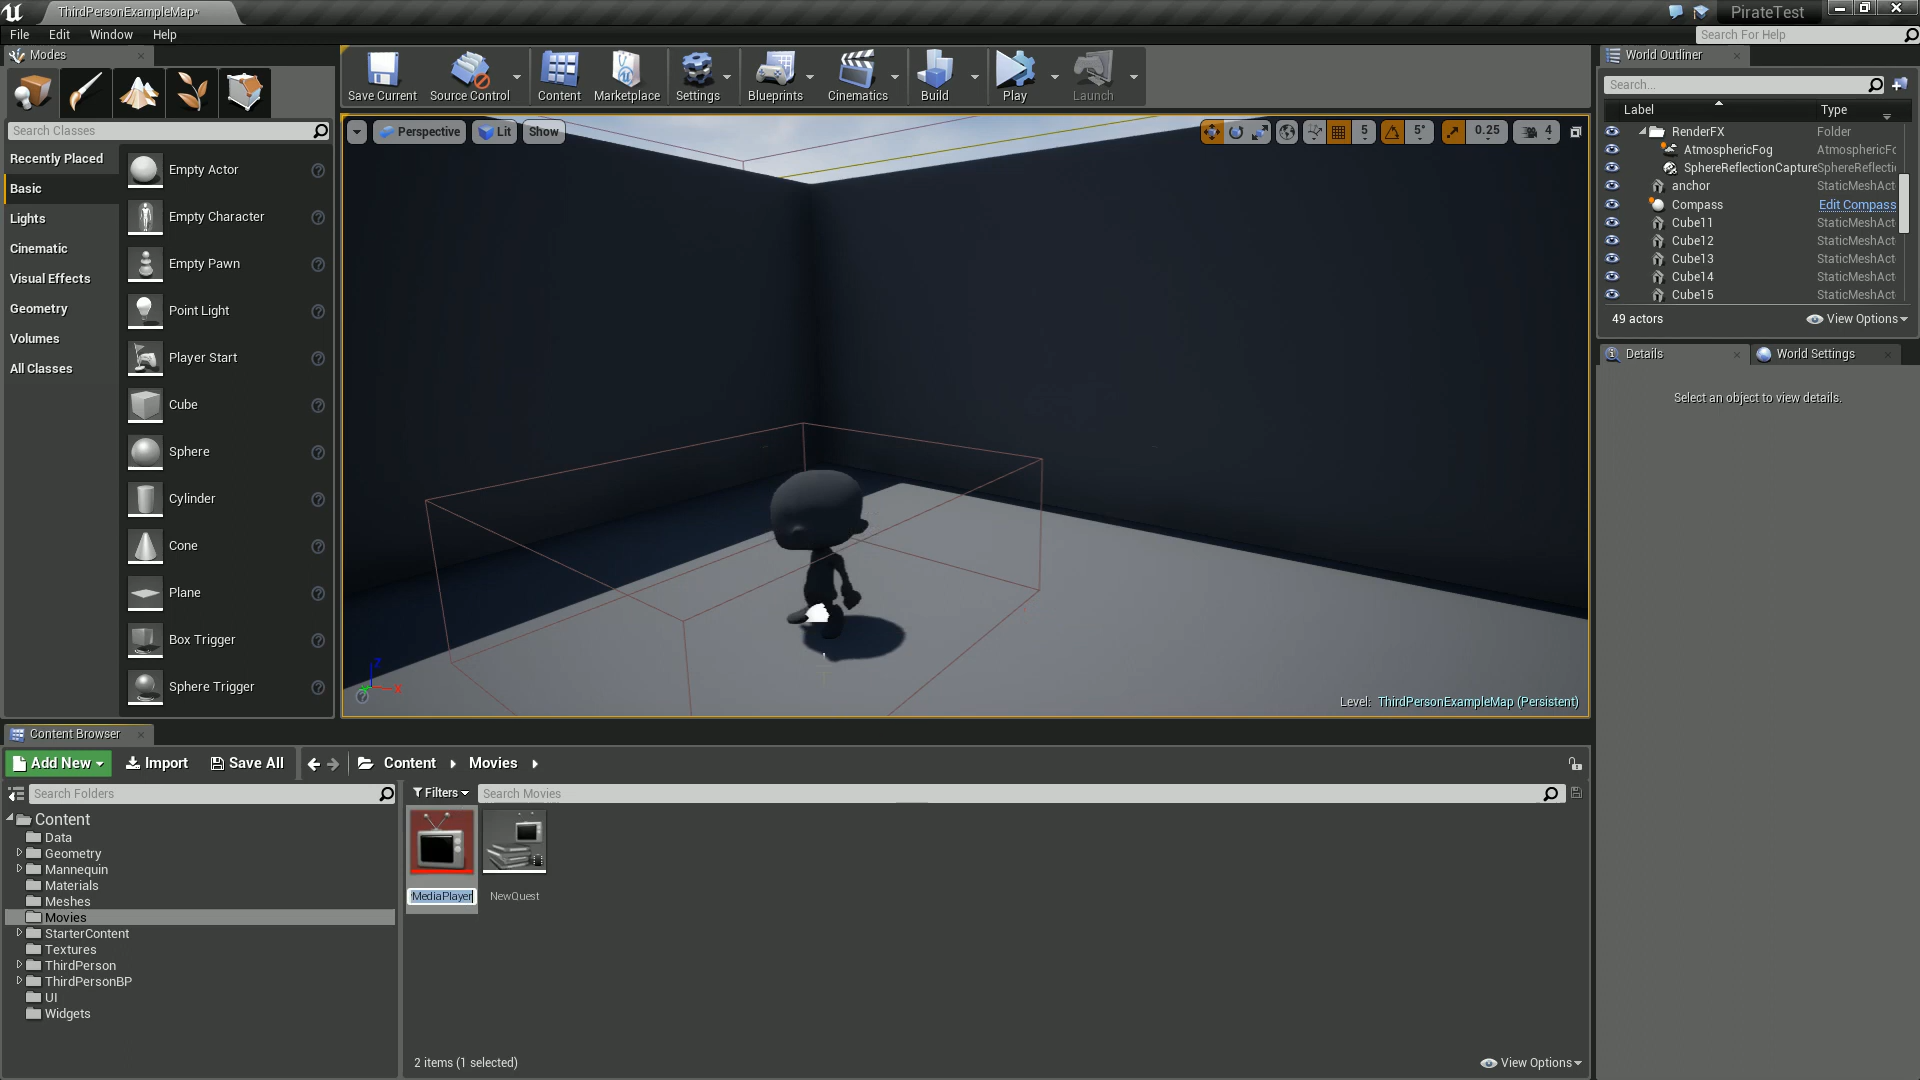 ThirdPersonExampleMap*
PirateTest
File Edit Window Help
Search For Help
Modes
Search Classes
Recently Placed
Basic
Lights
Cinematic
Visual Effects
Geometry
Volumes
All Classes
Empty Actor
Empty Character
Empty Pawn
Point Light
Player Start
Cube
Sphere
Cylinder
Cone
Plane
Box Trigger
Sphere Trigger
Save Current Source Control Content Marketplace Settings Blueprints Cinematics Build Play Launch
Perspective Lit Show
5 5° 0.25 4
Z
X
Level: ThirdPersonExampleMap (Persistent)
World Outliner
Search...
Label Type
RenderFX Folder
AtmosphericFog AtmosphericFo
SphereReflectionCapture SphereReflecti
anchor StaticMeshAct
Compass Edit Compass
Cube11 StaticMeshAct
Cube12 StaticMeshAct
Cube13 StaticMeshAct
Cube14 StaticMeshAct
Cube15 StaticMeshAct
49 actors View Options
Details World Settings
Select an object to view details.
Content Browser
Add New Import Save All Content Movies
Search Folders
Filters Search Movies
Content
Data
Geometry
Mannequin
Materials
Meshes
Movies
StarterContent
Textures
ThirdPerson
ThirdPersonBP
UI
Widgets
MediaPlayer NewQuest
2 items (1 selected) View Options